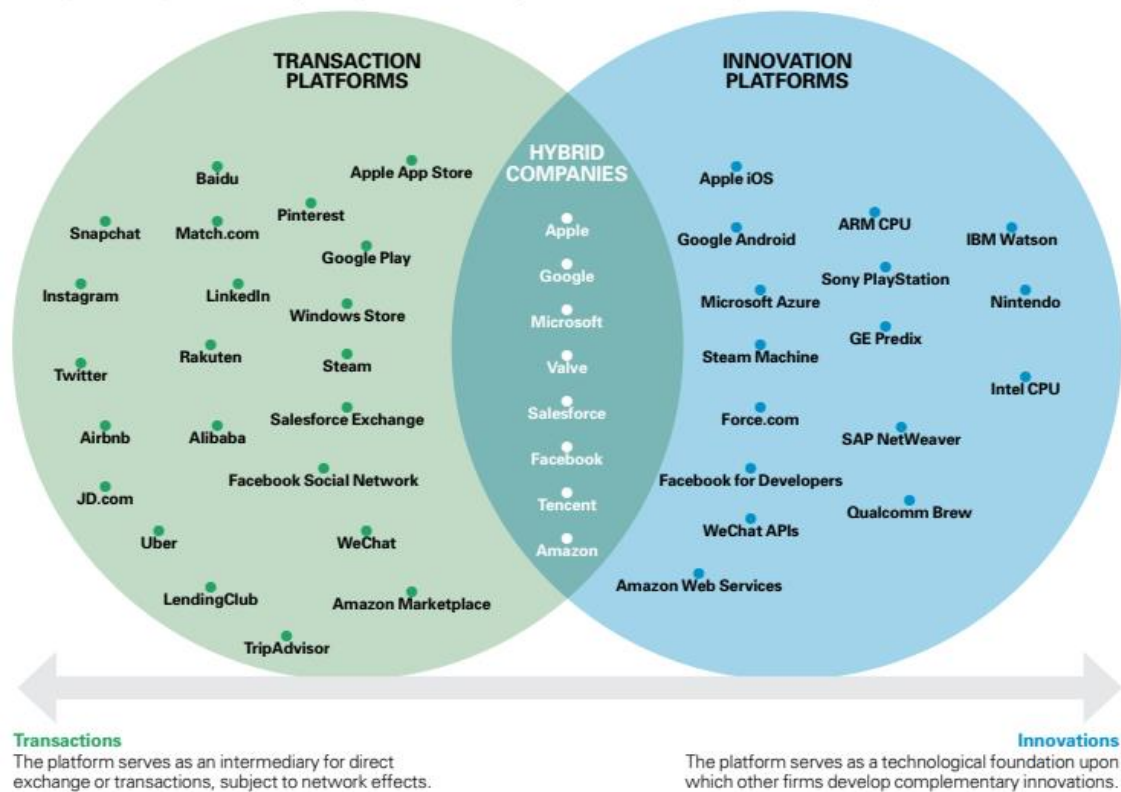 TRANSACTION
PLATFORMS
INNOVATION
PLATFORMS
HYBRID
COMPANIES
Baidu
Apple App Store
Pinterest
Snapchat
Match.com
Google Play
Instagram
LinkedIn
Windows Store
Rakuten
Steam
Twitter
Salesforce Exchange
Airbnb
Alibaba
Facebook Social Network
JD.com
Uber
WeChat
LendingClub
Amazon Marketplace
TripAdvisor
Apple
Google
Microsoft
Valve
Salesforce
Facebook
Tencent
Amazon
Apple iOS
ARM CPU
Google Android
IBM Watson
Sony PlayStation
Microsoft Azure
Nintendo
GE Predix
Steam Machine
Intel CPU
Force.com
SAP NetWeaver
Facebook for Developers
Qualcomm Brew
WeChat APIs
Amazon Web Services
Transactions
The platform serves as an intermediary for direct
exchange or transactions, subject to network effects.
Innovations
The platform serves as a technological foundation upon
which other firms develop complementary innovations.